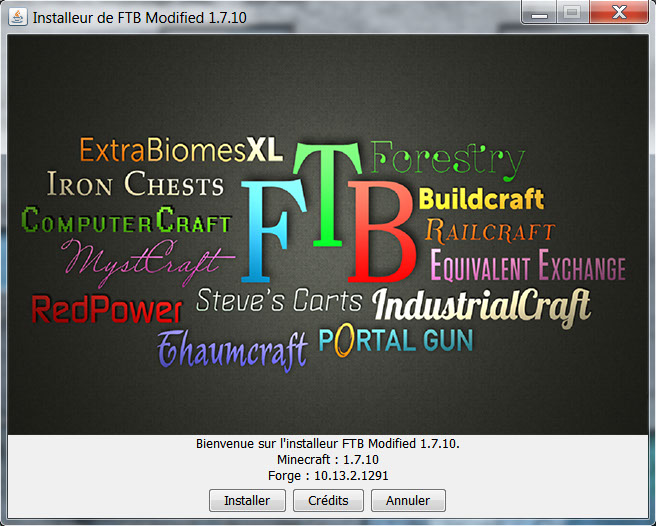 Installeur de FTB Modified 1.7.10
ExtraBiomesXL
Iron Chests
ComputerCraft
MystCraft
RedPower
FTB
Forestry
Buildcraft
Railcraft
Equivalent Exchange
Steve's Carts
IndustrialCraft
Thaumcraft
PORTAL GUN
Bienvenue sur l'installeur FTB Modified 1.7.10.
Minecraft : 1.7.10
Forge : 10.13.2.1291
Installer
Crédits
Annuler